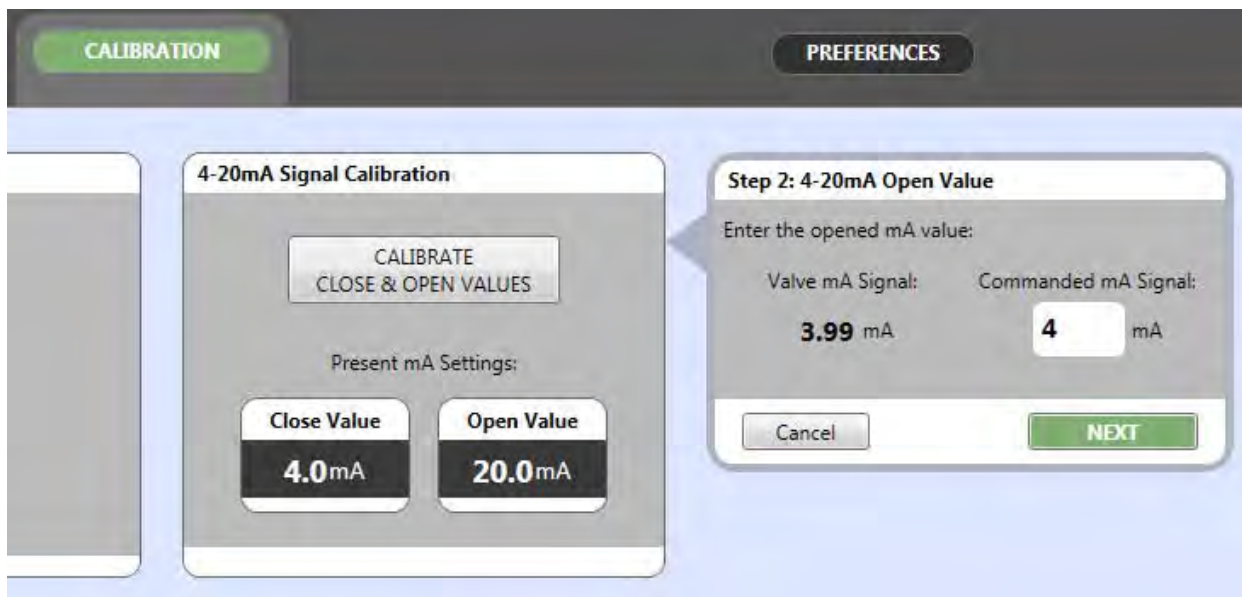 CALIBRATION
PREFERENCES
4-20mA Signal Calibration
CALIBRATE
CLOSE & OPEN VALUES
Present mA Settings:
Close Value
Open Value
4.0mA
20.0mA
Step 2: 4-20mA Open Value
Enter the opened mA value:
Valve mA Signal:
Commanded mA Signal:
3.99 mA
4 mA
Cancel
NEXT